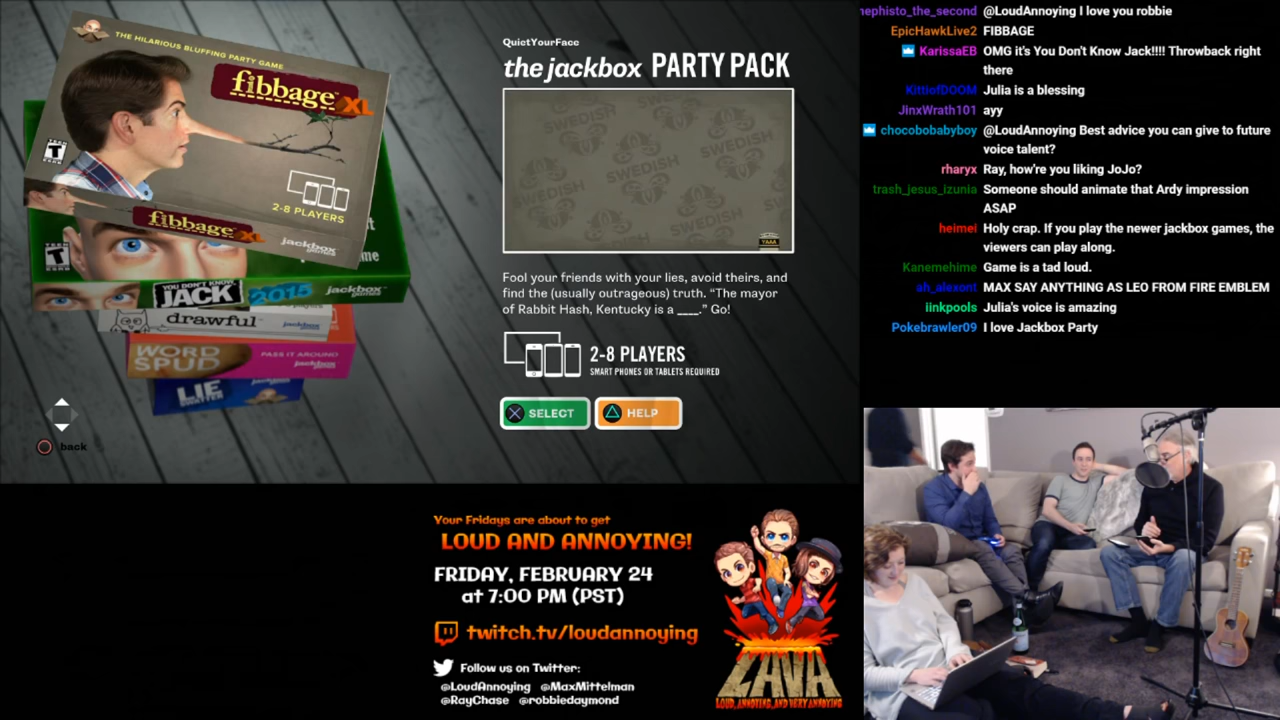 THE HILARIOUS BLUFFING PARTY GAME
fibbage XL
T
2-8 PLAYERS
fibbage XL
jackbox games
TEEN
T
ESRB
YOU DON'T KNOW
JACK 2015
jackbox games
drawful
WORD SPUD
PASS IT AROUND
jackbox games
LIE SWATTER
back
QuietYourFace
the jackbox PARTY PACK
SWEDISH
SWEDISH
SWEDISH
SWEDISH
SWEDISH
Fool your friends with your lies, avoid theirs, and
find the (usually outrageous) truth. "The mayor
of Rabbit Hash, Kentucky is a ____." Go!
2-8 PLAYERS
SMART PHONES OR TABLETS REQUIRED
SELECT
HELP
Your Fridays are about to get
LOUD AND ANNOYING!
FRIDAY, FEBRUARY 24
at 7:00 PM (PST)
twitch.tv/loudannoying
Follow us on Twitter:
@LoudAnnoying @MaxMittelman
@RayChase @robbiedaymond
LAVA
LOUD, ANNOYING, AND VERY ANNOYING
nephisto_the_second @LoudAnnoying I love you robbie
EpicHawkLive2 FIBBAGE
KarissaEB OMG it's You Don't Know Jack!!!! Throwback right
there
KittiofDOOM Julia is a blessing
JinxWrath101 ayy
chocobobabyboy @LoudAnnoying Best advice you can give to future
voice talent?
rharyx Ray, how're you liking JoJo?
trash_jesus_izunia Someone should animate that Ardy impression
ASAP
heimei Holy crap. If you play the newer jackbox games, the
viewers can play along.
Kanemehime Game is a tad loud.
ah_alexont MAX SAY ANYTHING AS LEO FROM FIRE EMBLEM
iinkpools Julia's voice is amazing
Pokebrawler09 I love Jackbox Party